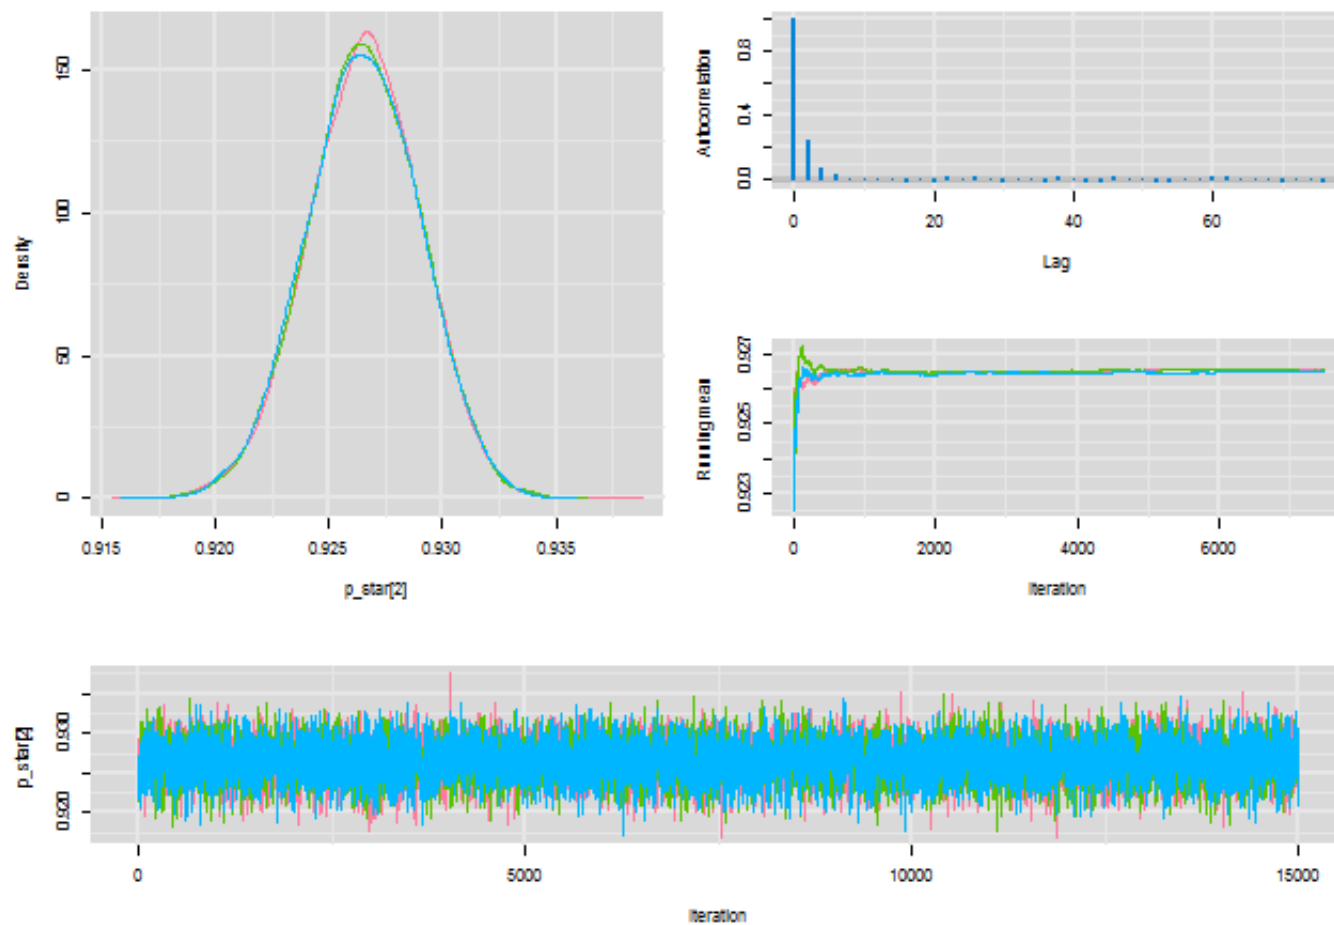 Density
150
100
50
0
0.915 0.920 0.925 0.930 0.935
p_star[2]
Autocorrelation
0.8
0.4
0.0
0 20 40 60
Lag
Running mean
0.927
0.925
0.923
0 2000 4000 6000
Iteration
p_star[2]
0.930
0.920
0 5000 10000 15000
Iteration